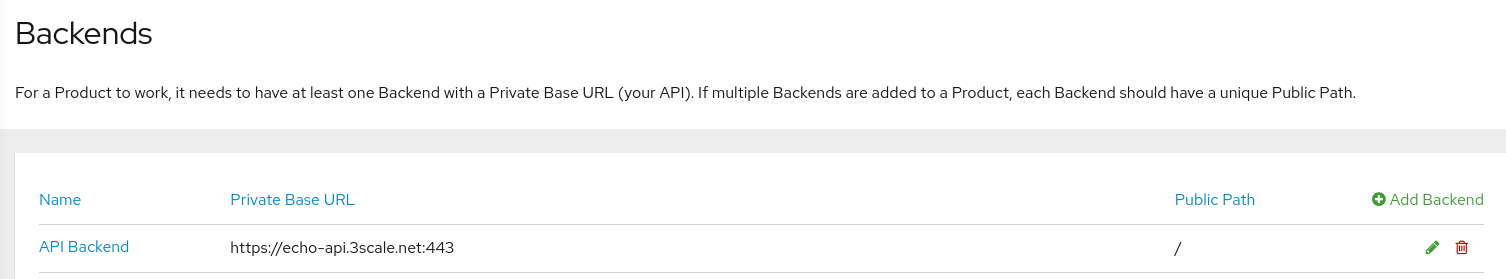 Backends
For a Product to work, it needs to have at least one Backend with a Private Base URL (your API). If multiple Backends are added to a Product, each Backend should have a unique Public Path.
Name Private Base URL Public Path Add Backend
API Backend https://echo-api.3scale.net:443 /